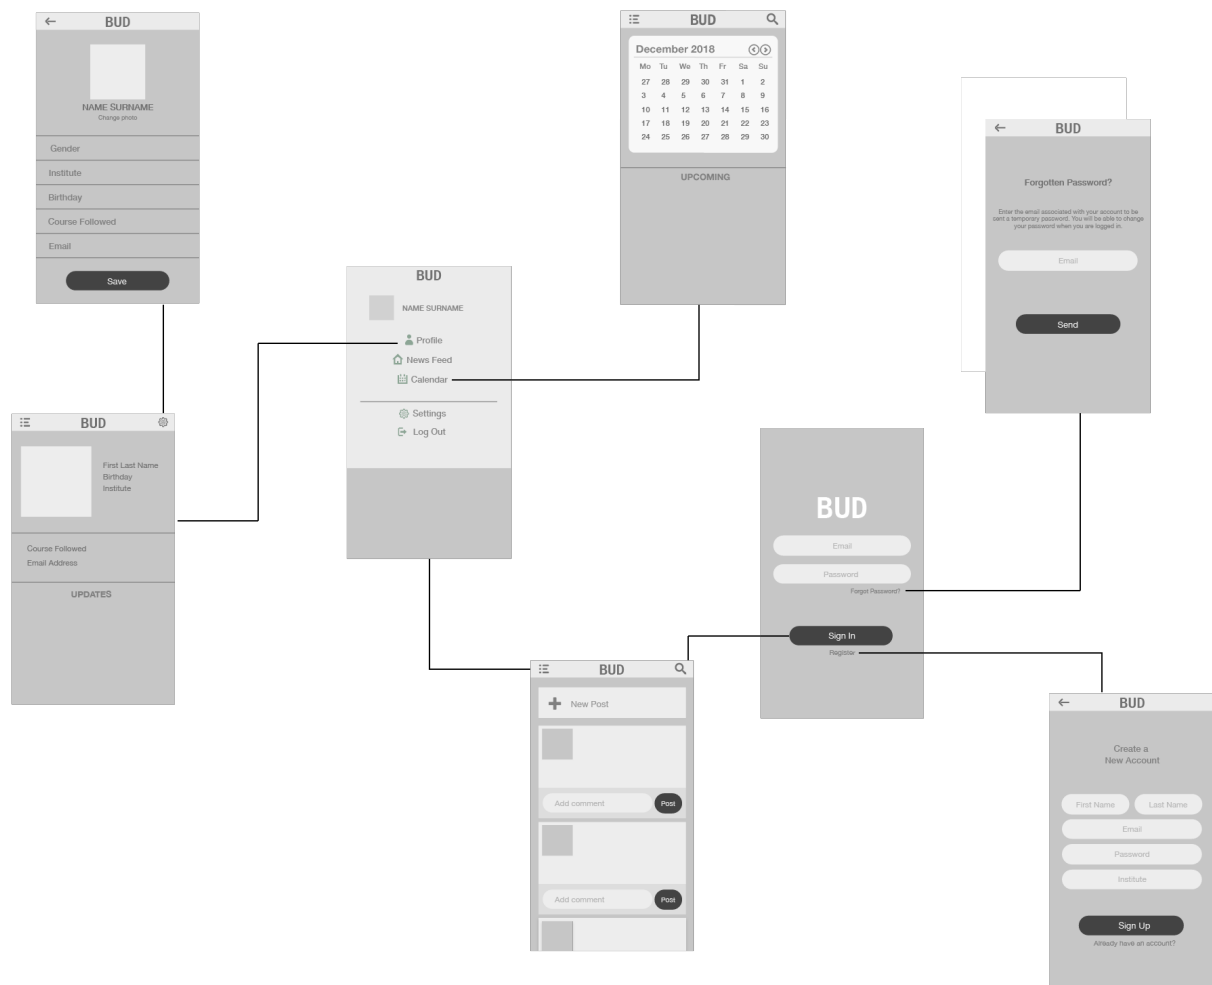 BUD
NAME SURNAME
Change photo
Gender
Institute
Birthday
Course Followed
Email
Save
BUD
December 2018
Mo Tu We Th Fr Sa Su
27 28 29 30 31 1 2
3 4 5 6 7 8 9
10 11 12 13 14 15 16
17 18 19 20 21 22 23
24 25 26 27 28 29 30
UPCOMING
BUD
Forgotten Password?
Enter the email associated with your account to be
sent a temporary password. You will be able to change
your password when you are logged in.
Email
Send
BUD
NAME SURNAME
Profile
News Feed
Calendar
Settings
Log Out
BUD
First Last Name
Birthday
Institute
Course Followed
Email Address
UPDATES
BUD
Email
Password
Forgot Password?
Sign In
Register
BUD
New Post
Add comment
Post
Add comment
Post
BUD
Create a
New Account
First Name
Last Name
Email
Password
Institute
Sign Up
Already have an account?